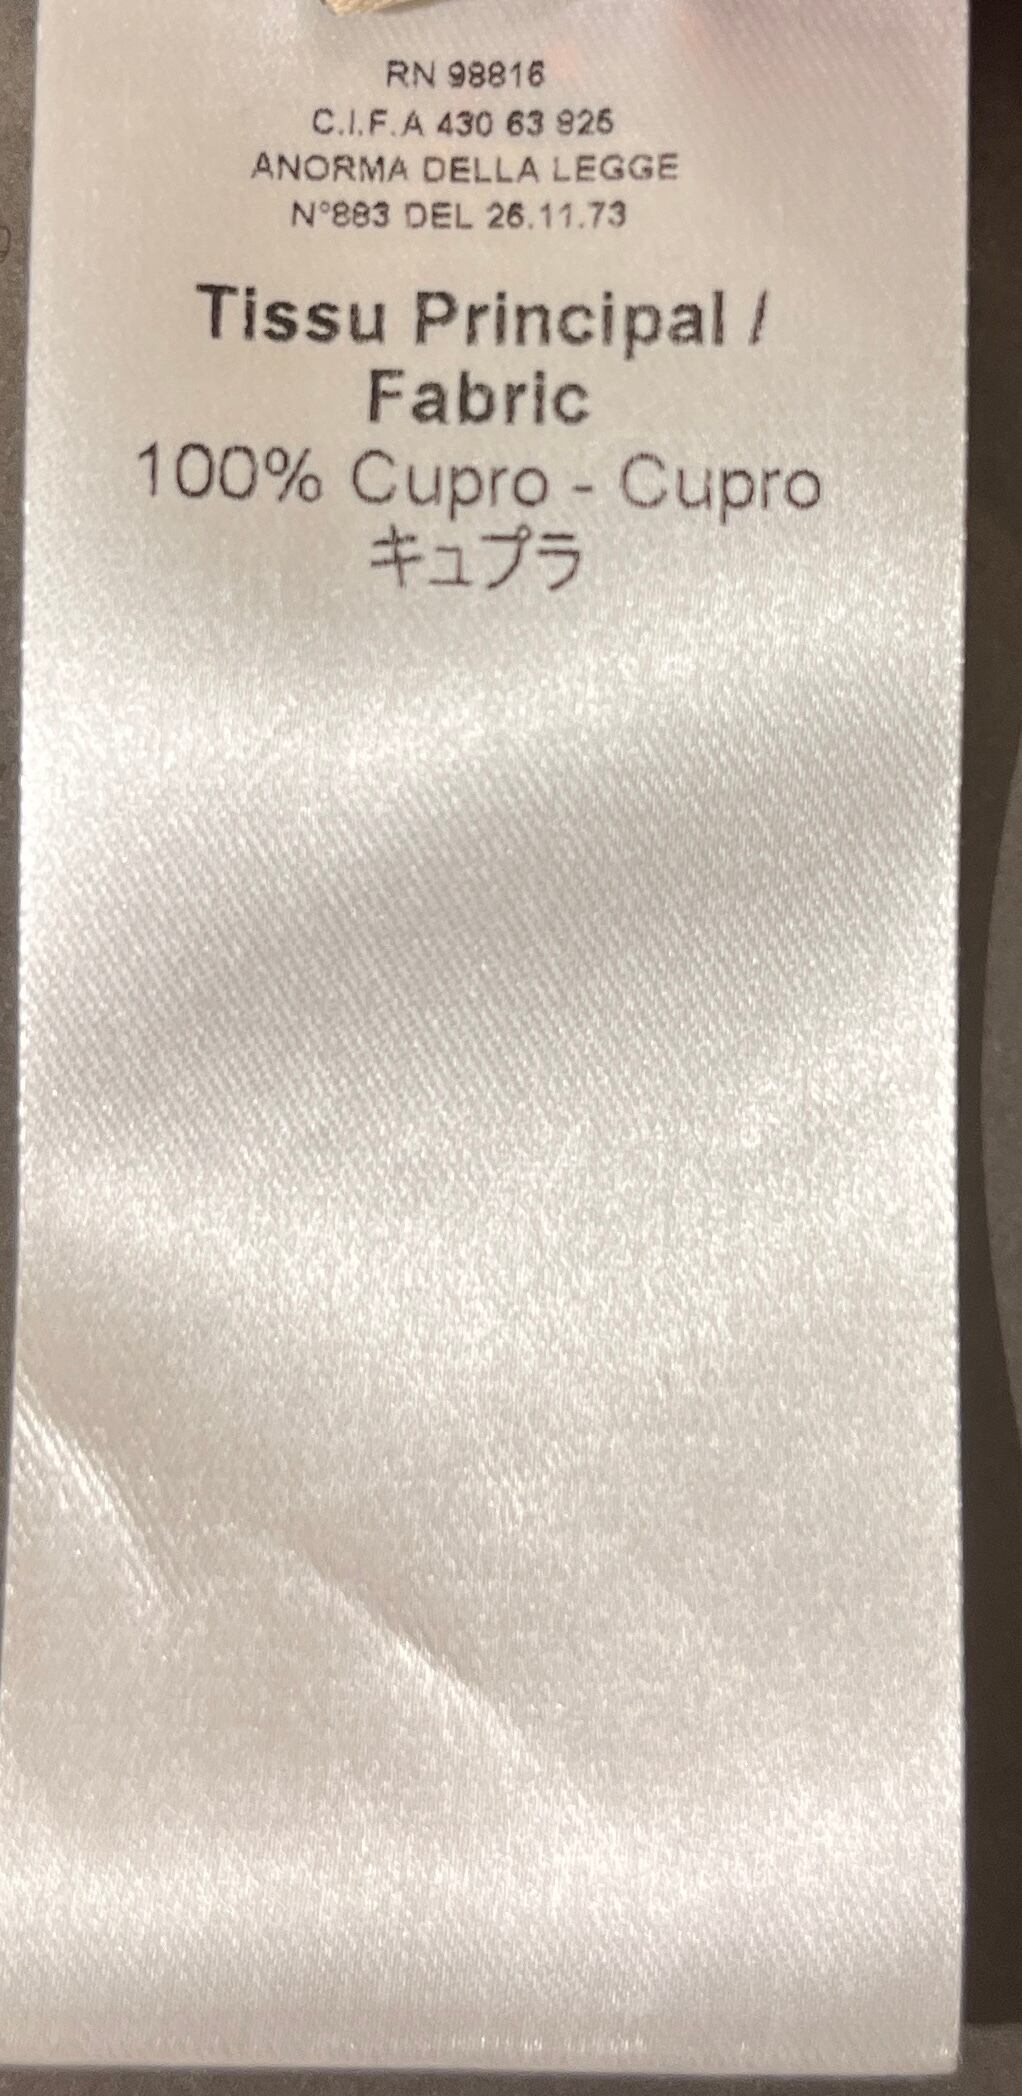 RN 98816
C.I.F.A 430 63 925
ANORMA DELLA LEGGE
N°883 DEL 26.11.73
Tissu Principal /
Fabric
100% Cupro - Cupro
キュプラ